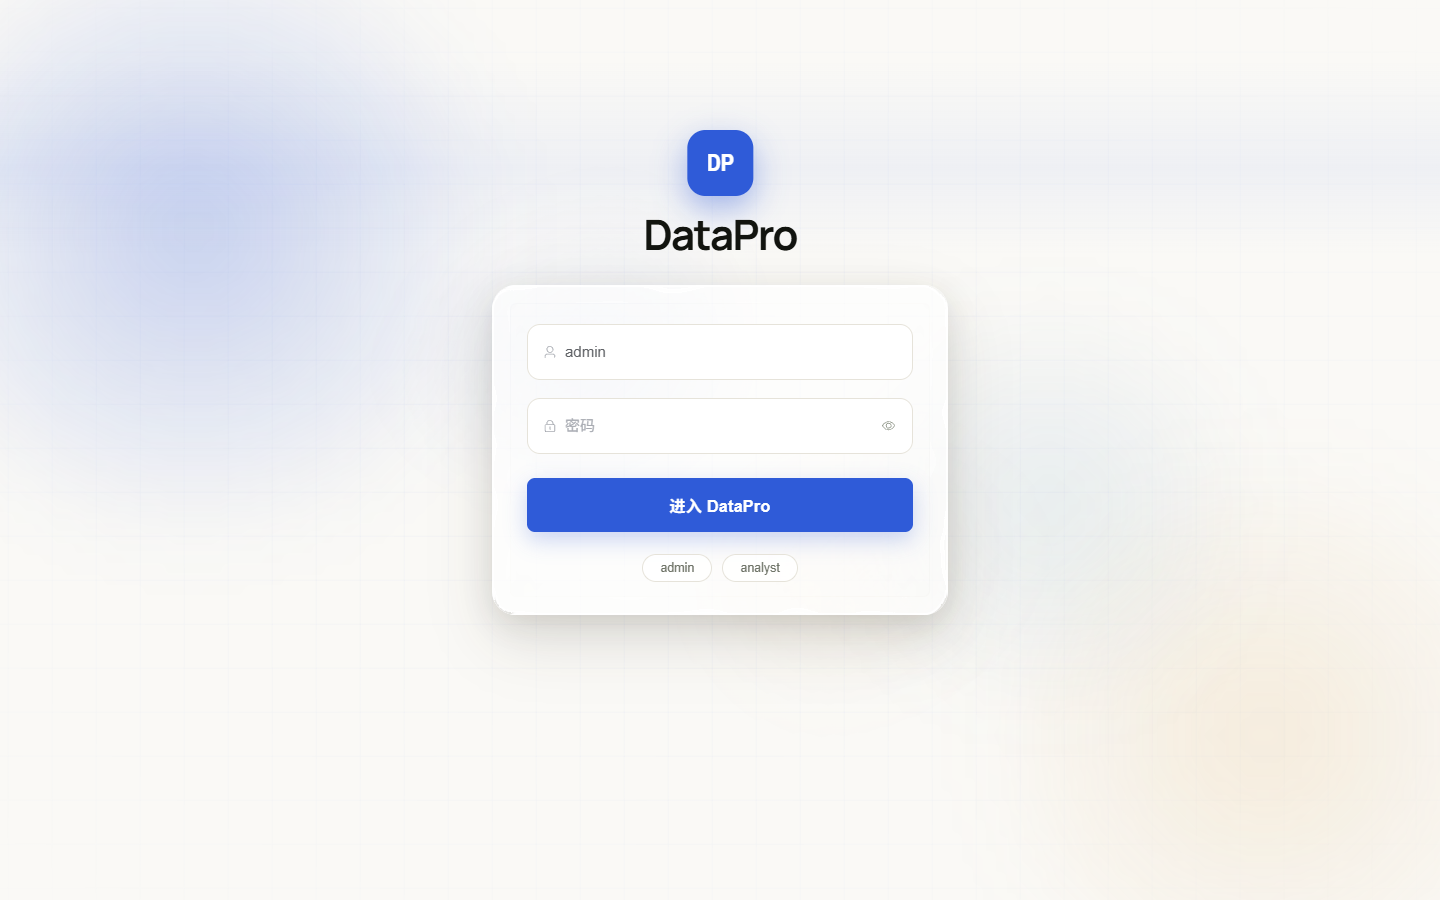 DP
DataPro
admin
密码
进入 DataPro
admin
analyst